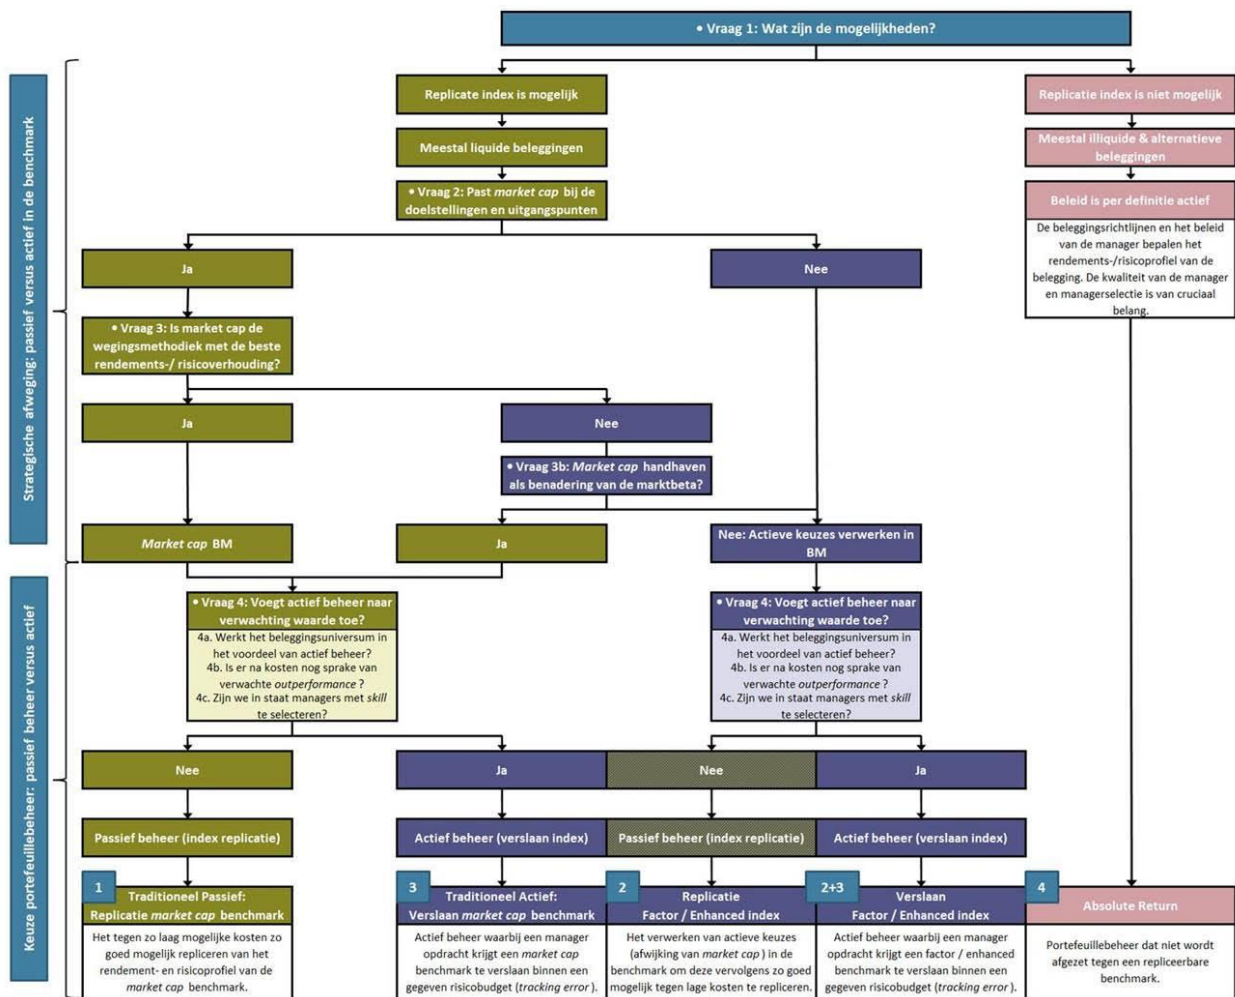 • Vraag 1: Wat zijn de mogelijkheden?
Strategische afweging: passief versus actief in de benchmark
Replicate index is mogelijk
Replicatie index is niet mogelijk
Meestal liquide beleggingen
Meestal illiquide & alternatieve
beleggingen
• Vraag 2: Past market cap bij de
doelstellingen en uitgangspunten
Beleid is per definitie actief
De beleggingsrichtlijnen en het beleid
van de manager bepalen het
rendements-/risicoprofiel van de
belegging. De kwaliteit van de manager
en managerselectie is van cruciaal
belang.
Ja
Nee
• Vraag 3: Is market cap de
wegingsmethodiek met de beste
rendements-/ risicoverhouding?
Ja
Nee
• Vraag 3b: Market cap handhaven
als benadering van de marktbeta?
Market cap BM
Ja
Nee: Actieve keuzes verwerken in
BM
Keuze portefeuillebeheer: passief beheer versus actief
• Vraag 4: Voegt actief beheer naar
verwachting waarde toe?
4a. Werkt het beleggingsuniversum in
het voordeel van actief beheer?
4b. Is er na kosten nog sprake van
verwachte outperformance ?
4c. Zijn we in staat managers met skill
te selecteren?
• Vraag 4: Voegt actief beheer naar
verwachting waarde toe?
4a. Werkt het beleggingsuniversum in
het voordeel van actief beheer?
4b. Is er na kosten nog sprake van
verwachte outperformance ?
4c. Zijn we in staat managers met skill
te selecteren?
Nee
Ja
Nee
Ja
Passief beheer (index replicatie)
Actief beheer (verslaan index)
Passief beheer (index replicatie)
Actief beheer (verslaan index)
1
Traditioneel Passief:
Replicatie market cap benchmark
Het tegen zo laag mogelijke kosten zo
goed mogelijk repliceren van het
rendement- en risicoprofiel van de
market cap benchmark.
3
Traditioneel Actief:
Verslaan market cap benchmark
Actief beheer waarbij een manager
opdracht krijgt een market cap
benchmark te verslaan binnen een
gegeven risicobudget (tracking error ).
2
Replicatie
Factor / Enhanced index
Het verwerken van actieve keuzes
(afwijking van market cap ) in de
benchmark om deze vervolgens zo goed
mogelijk tegen lage kosten te repliceren.
2+3
Verslaan
Factor / Enhanced index
Actief beheer waarbij een manager
opdracht krijgt een factor / enhanced
benchmark te verslaan binnen een
gegeven risicobudget (tracking error ).
4
Absolute Return
Portefeuillebeheer dat niet wordt
afgezet tegen een repliceerbare
benchmark.